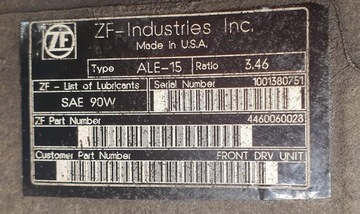 ZF
ZF-Industries Inc.
Made in U.S.A.
Type ALE-15 Ratio 3.46
ZF - List of Lubricants Serial Number 1001380751
SAE 90W
ZF Part Number 4460060028
Customer Part Number FRONT DRV UNIT